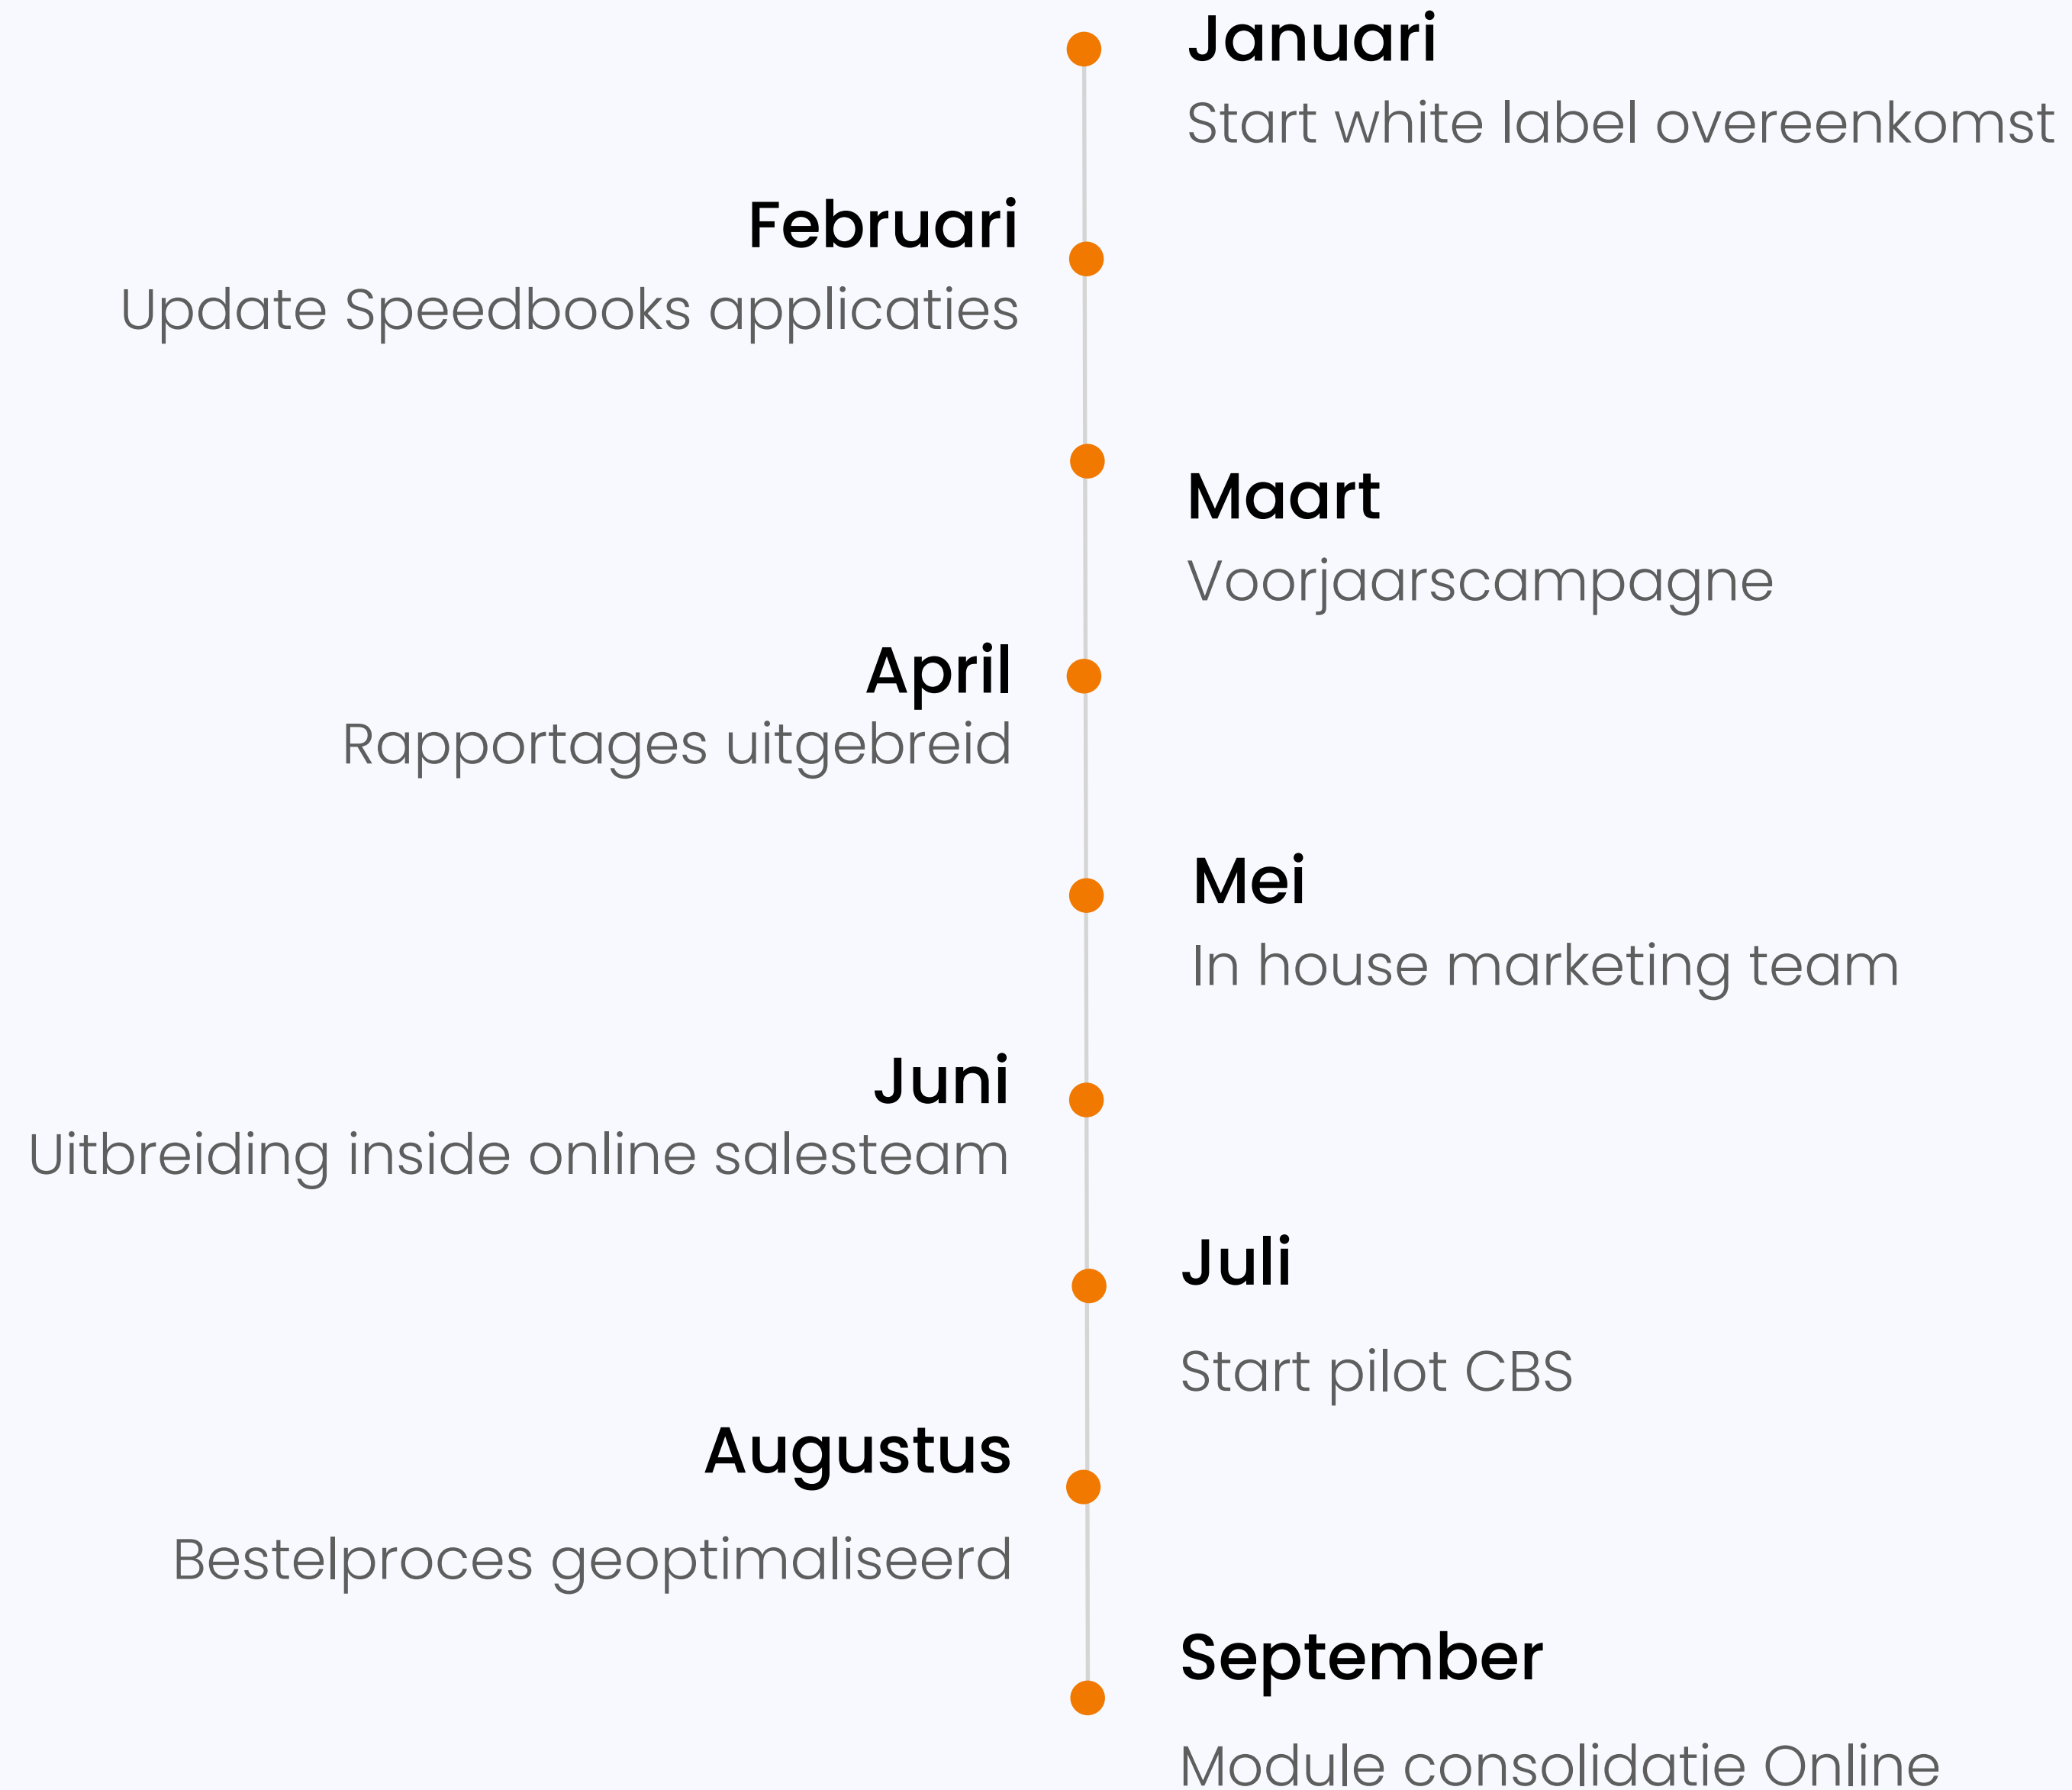 Januari
Start white label overeenkomst
Februari
Update Speedbooks applicaties
Maart
Voorjaarscampagne
April
Rapportages uitgebreid
Mei
In house marketing team
Juni
Uitbreiding inside online salesteam
Juli
Start pilot CBS
Augustus
Bestelproces geoptimaliseerd
September
Module consolidatie Online